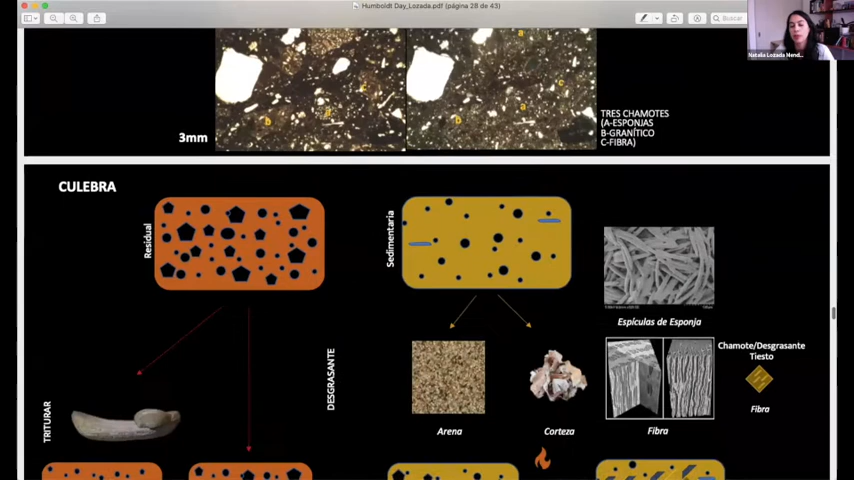 Humboldt Day_Lozada.pdf (página 28 de 43)
Buscar
Natalia Lozada Mend...
a
c
a
b
a
c
a
b
3mm
TRES CHAMOTES
(A-ESPONJAS
B-GRANÍTICO
C-FIBRA)
CULEBRA
Residual
Sedimentaria
Espículas de Esponja
DESGRASANTE
Chamote/Desgrasante
Tiesto
Fibra
TRITURAR
Arena
Corteza
Fibra